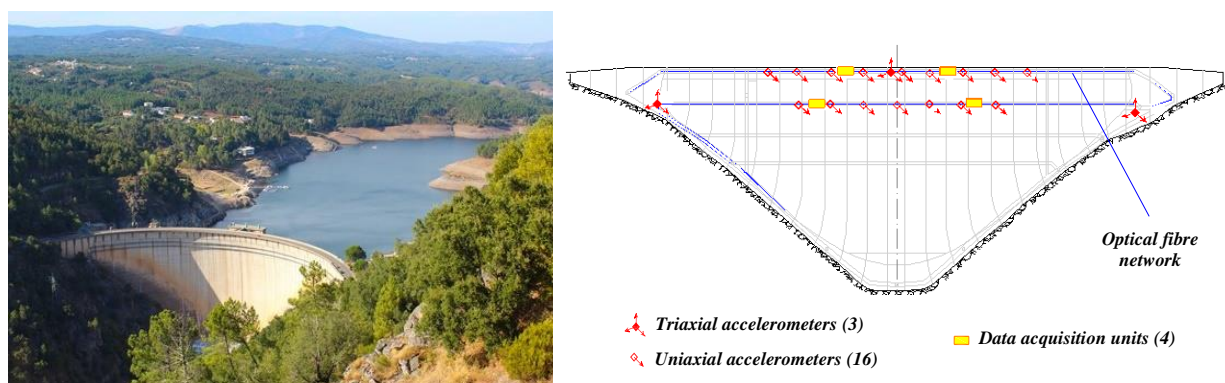 Optical fibre
network
Triaxial accelerometers (3)
Data acquisition units (4)
Uniaxial accelerometers (16)